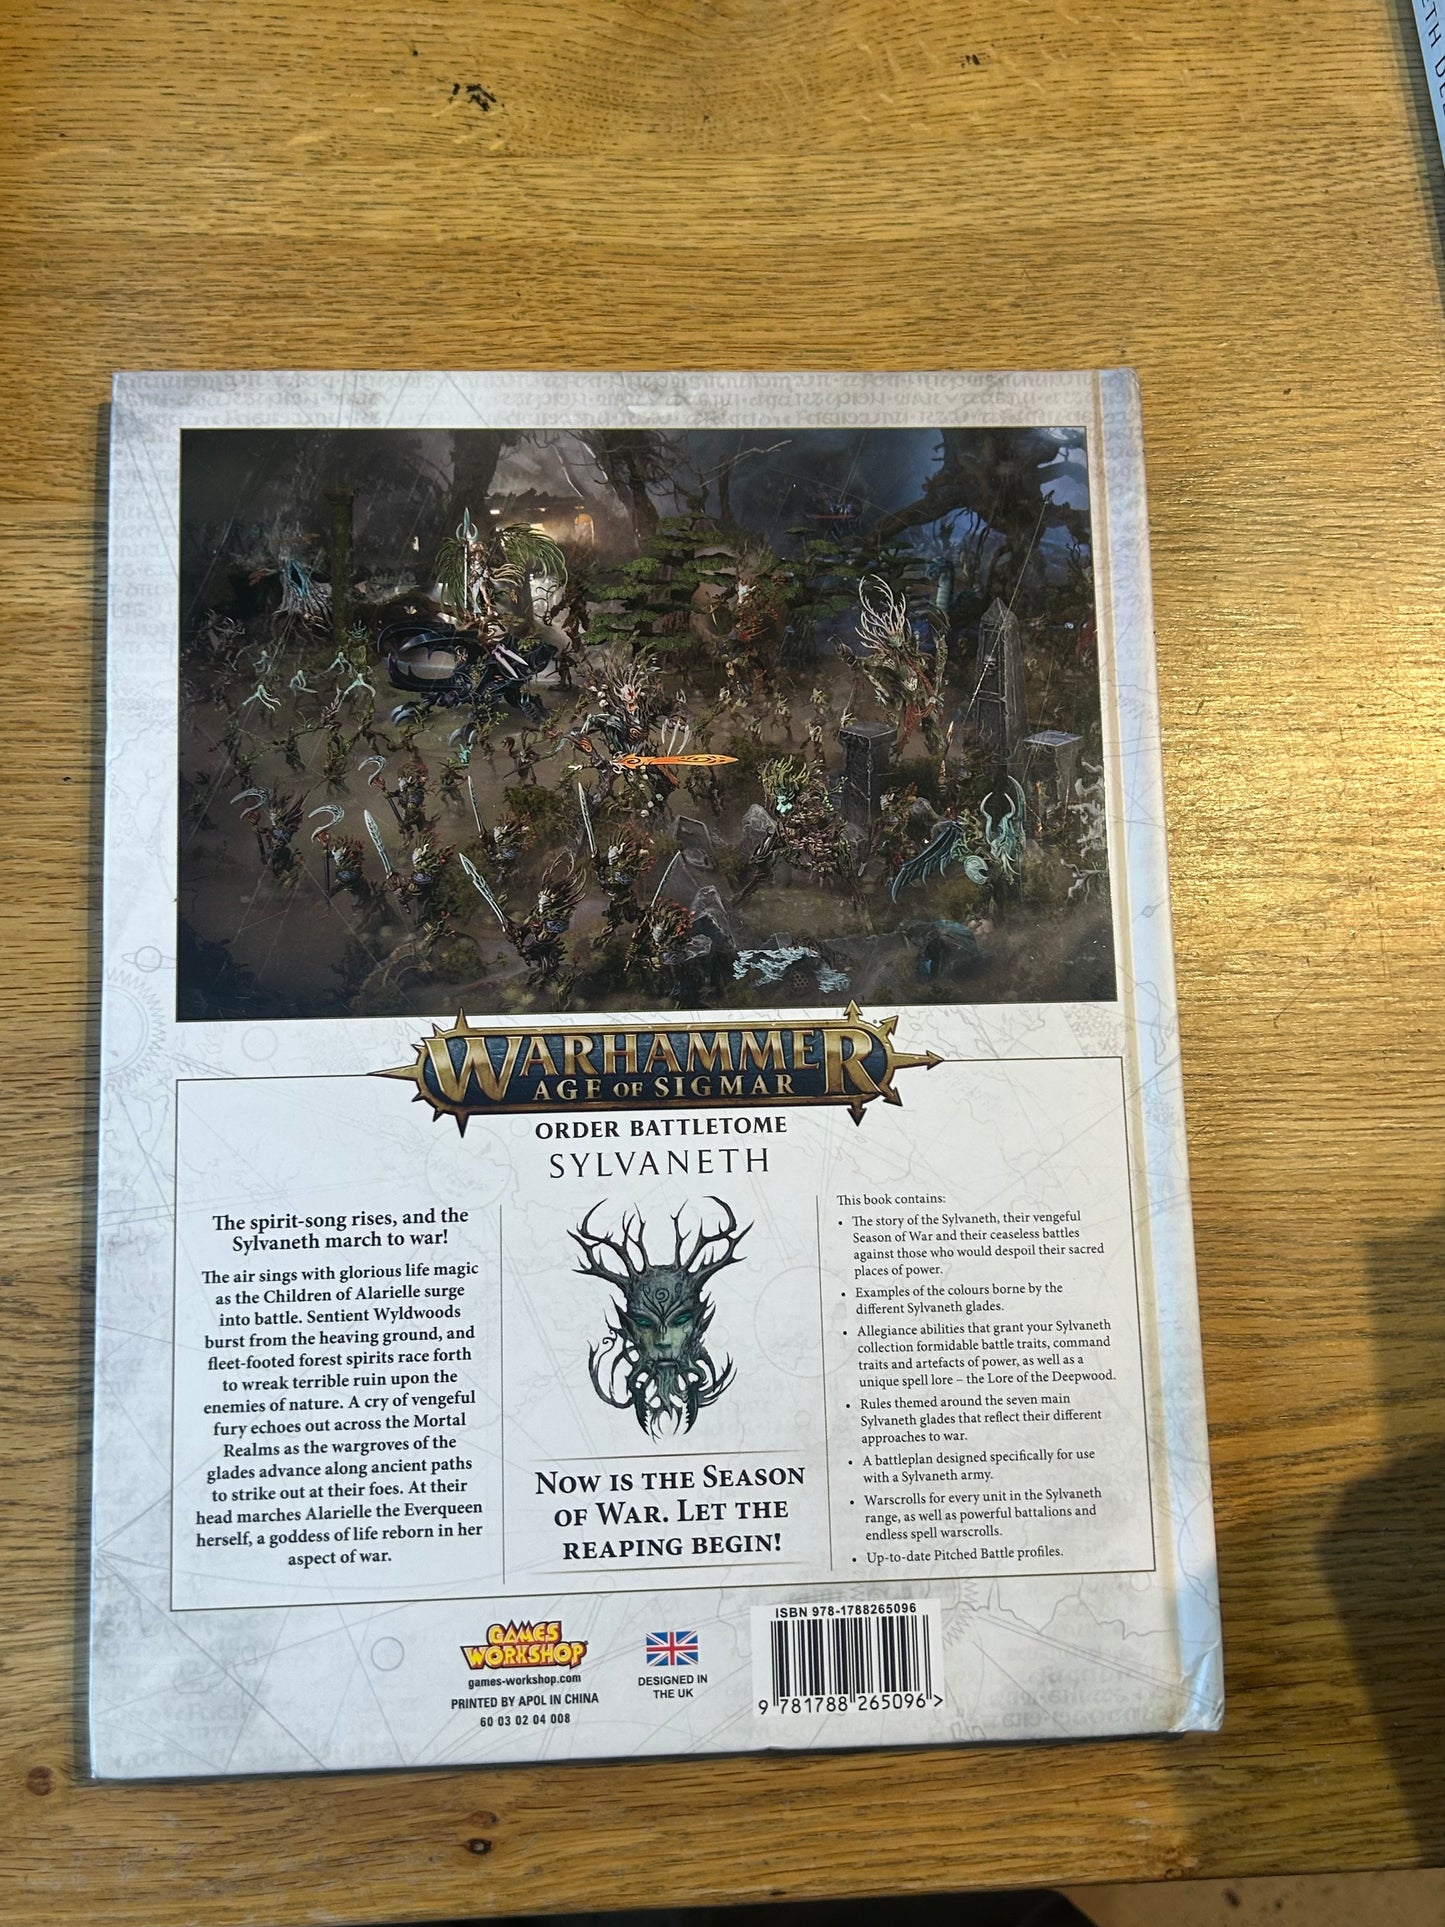 WARHAMMER
AGE OF SIGMAR
ORDER BATTLETOME
SYLVANETH
The spirit-song rises, and the
Sylvaneth march to war!
The air sings with glorious life magic
as the Children of Alarielle surge
into battle. Sentient Wyldwoods
burst from the heaving ground, and
fleet-footed forest spirits race forth
to wreak terrible ruin upon the
enemies of nature. A cry of vengeful
fury echoes out across the Mortal
Realms as the wargroves of the
glades advance along ancient paths
to strike out at their foes. At their
head marches Alarielle the Everqueen
herself, a goddess of life reborn in her
aspect of war.
NOW IS THE SEASON
OF WAR. LET THE
REAPING BEGIN!
This book contains:
• The story of the Sylvaneth, their vengeful
Season of War and their ceaseless battles
against those who would despoil their sacred
places of power.
• Examples of the colours borne by the
different Sylvaneth glades.
• Allegiance abilities that grant your Sylvaneth
collection formidable battle traits, command
traits and artefacts of power, as well as a
unique spell lore – the Lore of the Deepwood.
• Rules themed around the seven main
Sylvaneth glades that reflect their different
approaches to war.
• A battleplan designed specifically for use
with a Sylvaneth army.
• Warscrolls for every unit in the Sylvaneth
range, as well as powerful battalions and
endless spell warscrolls.
• Up-to-date Pitched Battle profiles.
GAMES
WORKSHOP
games-workshop.com
PRINTED BY APOL IN CHINA
60 03 02 04 008
DESIGNED IN
THE UK
ISBN 978-1788265096
9 781788 265096 >